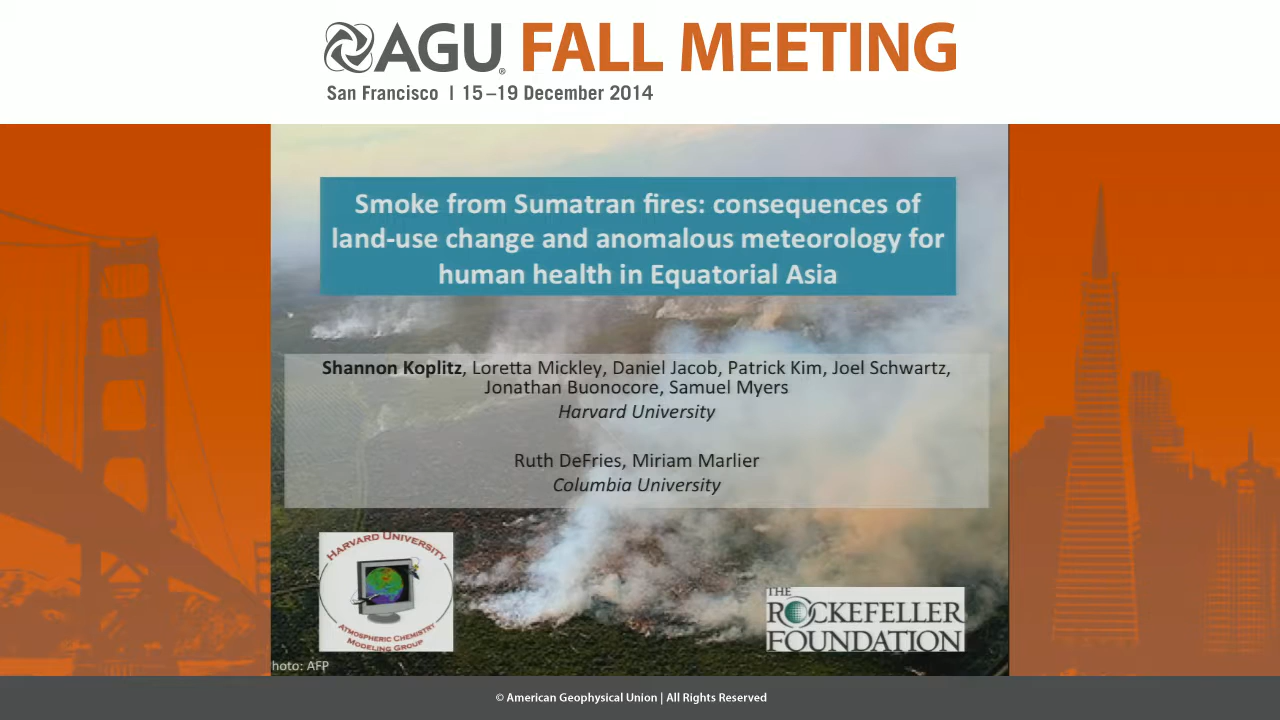 AGU® FALL MEETING
San Francisco | 15–19 December 2014
Smoke from Sumatran fires: consequences of
land-use change and anomalous meteorology for
human health in Equatorial Asia
Shannon Koplitz, Loretta Mickley, Daniel Jacob, Patrick Kim, Joel Schwartz,
Jonathan Buonocore, Samuel Myers
Harvard University
Ruth DeFries, Miriam Marlier
Columbia University
HARVARD UNIVERSITY
ATMOSPHERIC CHEMISTRY
MODELING GROUP
THE
ROCKEFELLER
FOUNDATION
hoto: AFP
© American Geophysical Union | All Rights Reserved